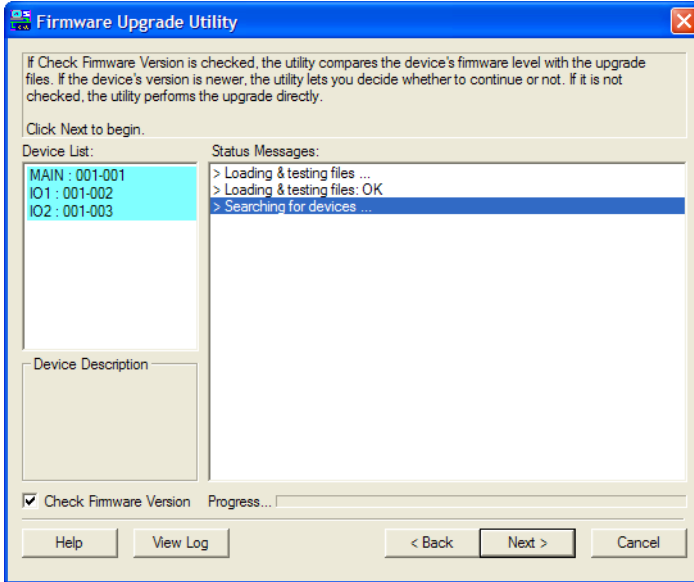 Firmware Upgrade Utility
If Check Firmware Version is checked, the utility compares the device's firmware level with the upgrade
files. If the device's version is newer, the utility lets you decide whether to continue or not. If it is not
checked, the utility performs the upgrade directly.
Click Next to begin.
Device List:
MAIN : 001-001
IO1 : 001-002
IO2 : 001-003
Status Messages:
> Loading & testing files ...
> Loading & testing files: OK
> Searching for devices ...
Device Description
Check Firmware Version
Progress...
Help
View Log
< Back
Next >
Cancel